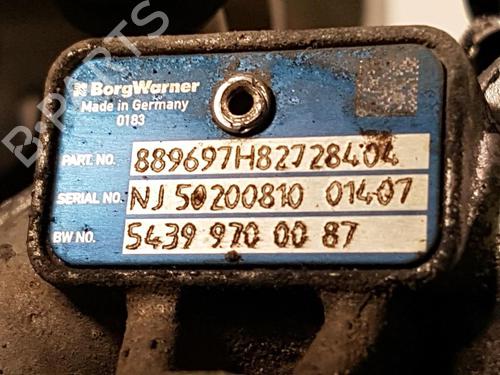 BorgWarner
Made in Germany
0183
PART. NO. 889697H82728404
SERIAL NO. NJ 50200810 01407
BW NO. 5439 970 00 87
B-PARTS